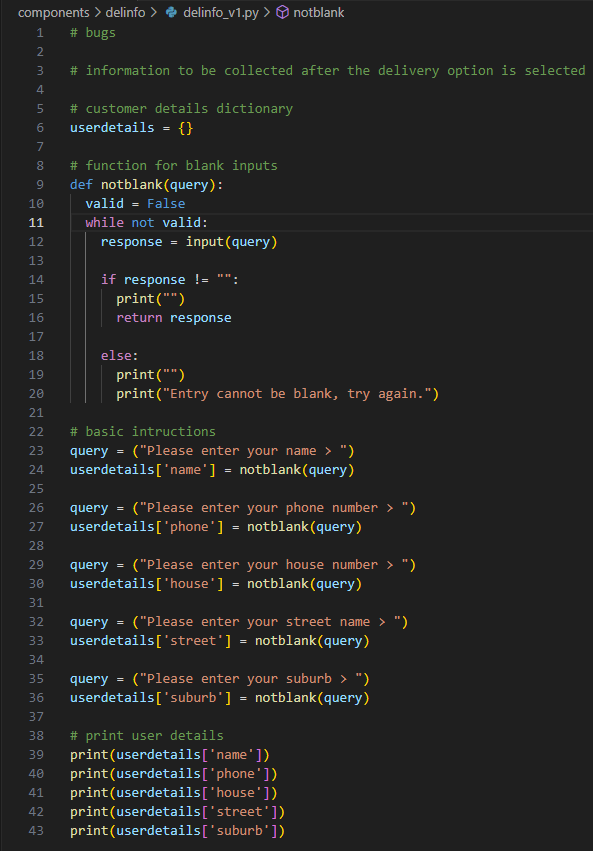 components > delinfo > delinfo_v1.py > notblank
1 # bugs
2
3 # information to be collected after the delivery option is selected
4
5 # customer details dictionary
6 userdetails = {}
7
8 # function for blank inputs
9 def notblank(query):
10   valid = False
11   while not valid:
12     response = input(query)
13
14     if response != "":
15       print("")
16       return response
17
18     else:
19       print("")
20       print("Entry cannot be blank, try again.")
21
22 # basic intructions
23 query = ("Please enter your name > ")
24 userdetails['name'] = notblank(query)
25
26 query = ("Please enter your phone number > ")
27 userdetails['phone'] = notblank(query)
28
29 query = ("Please enter your house number > ")
30 userdetails['house'] = notblank(query)
31
32 query = ("Please enter your street name > ")
33 userdetails['street'] = notblank(query)
34
35 query = ("Please enter your suburb > ")
36 userdetails['suburb'] = notblank(query)
37
38 # print user details
39 print(userdetails['name'])
40 print(userdetails['phone'])
41 print(userdetails['house'])
42 print(userdetails['street'])
43 print(userdetails['suburb'])